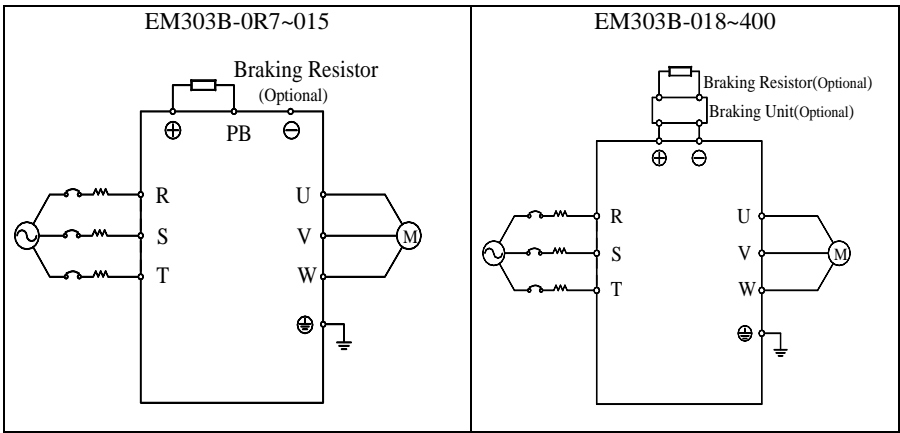 EM303B-0R7~015
Braking Resistor
(Optional)
⊕ PB ⊖
R U
S V M
T W
EM303B-018~400
Braking Resistor(Optional)
Braking Unit(Optional)
⊕ ⊖
R U
S V M
T W